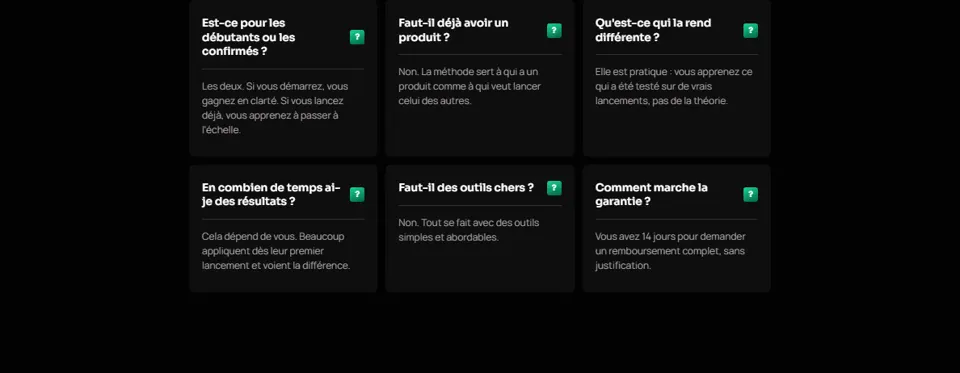 Est-ce pour les
débutants ou les
confirmés ?
?
Les deux. Si vous démarrez, vous
gagnez en clarté. Si vous lancez
déjà, vous apprenez à passer à
l'échelle.
Faut-il déjà avoir un
produit ?
?
Non. La méthode sert à qui a un
produit comme à qui veut lancer
celui des autres.
Qu'est-ce qui la rend
différente ?
?
Elle est pratique : vous apprenez ce
qui a été testé sur de vrais
lancements, pas de la théorie.
En combien de temps ai-
je des résultats ?
?
Cela dépend de vous. Beaucoup
appliquent dès leur premier
lancement et voient la différence.
Faut-il des outils chers ?
?
Non. Tout se fait avec des outils
simples et abordables.
Comment marche la
garantie ?
?
Vous avez 14 jours pour demander
un remboursement complet, sans
justification.